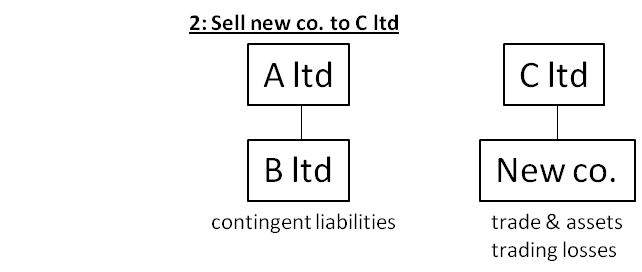 2: Sell new co. to C ltd
A ltd
C ltd
B ltd
New co.
contingent liabilities
trade & assets
trading losses